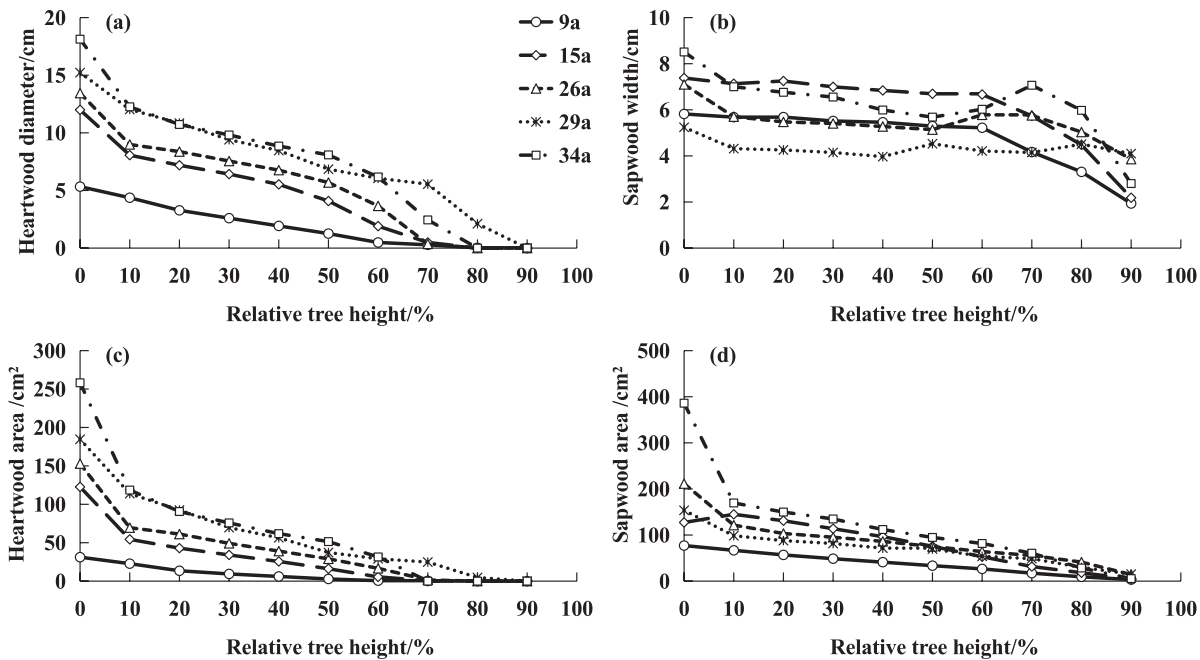 (a)
Heartwood diameter/cm
20
15
10
5
0
0 10 20 30 40 50 60 70 80 90 100
Relative tree height/%
9a
15a
26a
29a
34a
(b)
Sapwood width/cm
10
8
6
4
2
0
0 10 20 30 40 50 60 70 80 90 100
Relative tree height/%
(c)
Heartwood area /cm²
300
250
200
150
100
50
0
0 10 20 30 40 50 60 70 80 90 100
Relative tree height/%
(d)
Sapwood area /cm²
500
400
300
200
100
0
0 10 20 30 40 50 60 70 80 90 100
Relative tree height/%